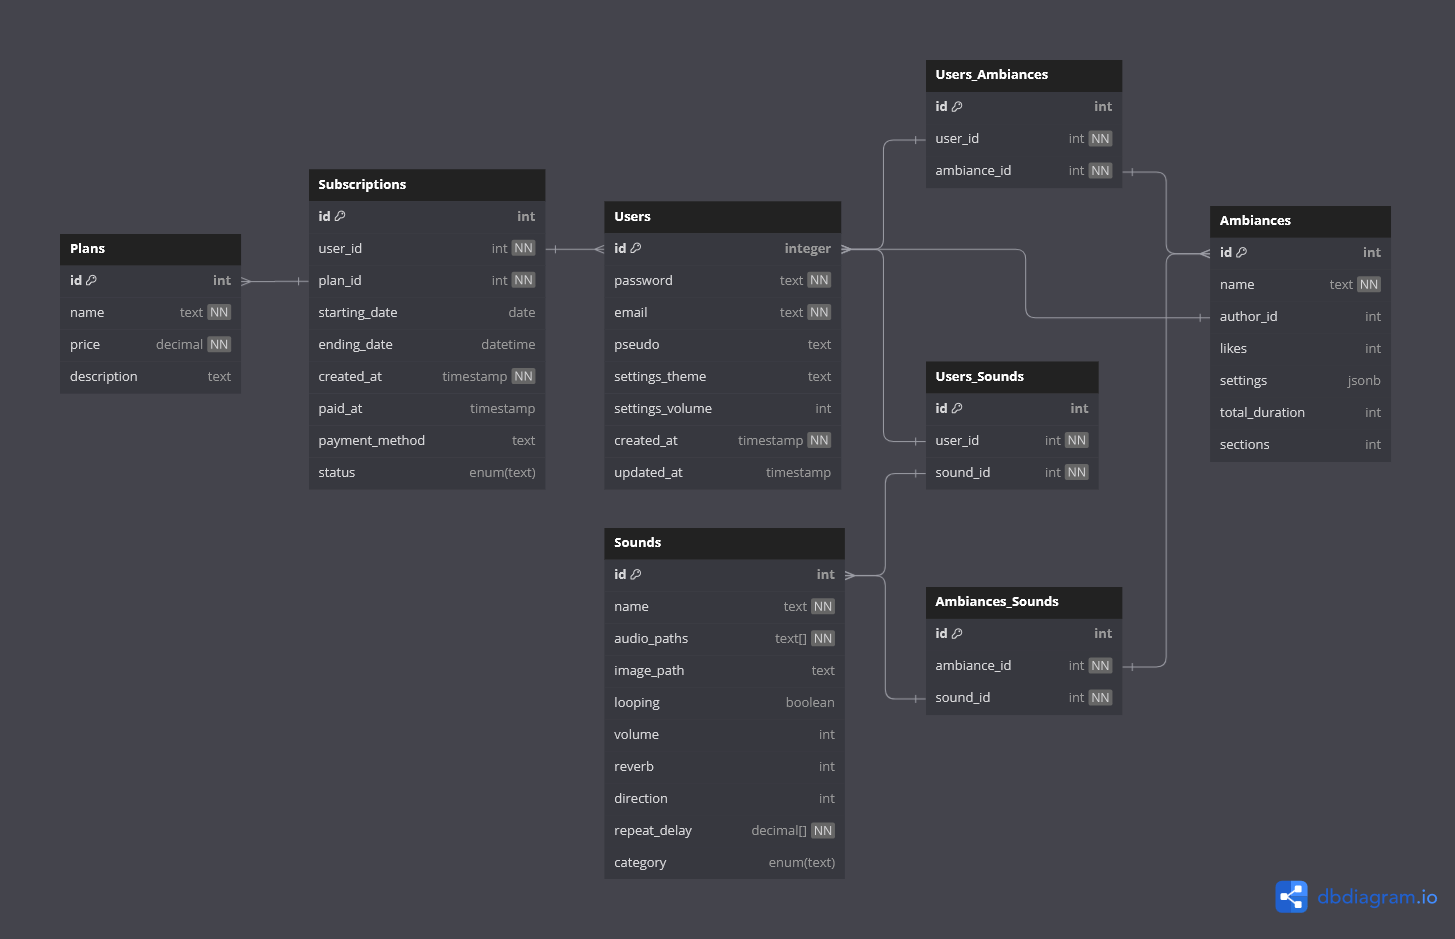 Users_Ambiances
id int
user_id int NN
ambiance_id int NN
Subscriptions
id int
user_id int NN
plan_id int NN
starting_date date
ending_date datetime
created_at timestamp NN
paid_at timestamp
payment_method text
status enum(text)
Users
id integer
password text NN
email text NN
pseudo text
settings_theme text
settings_volume int
created_at timestamp NN
updated_at timestamp
Ambiances
id int
name text NN
author_id int
likes int
settings jsonb
total_duration int
sections int
Plans
id int
name text NN
price decimal NN
description text
Users_Sounds
id int
user_id int NN
sound_id int NN
Sounds
id int
name text NN
audio_paths text[] NN
image_path text
looping boolean
volume int
reverb int
direction int
repeat_delay decimal[] NN
category enum(text)
Ambiances_Sounds
id int
ambiance_id int NN
sound_id int NN
dbdiagram.io